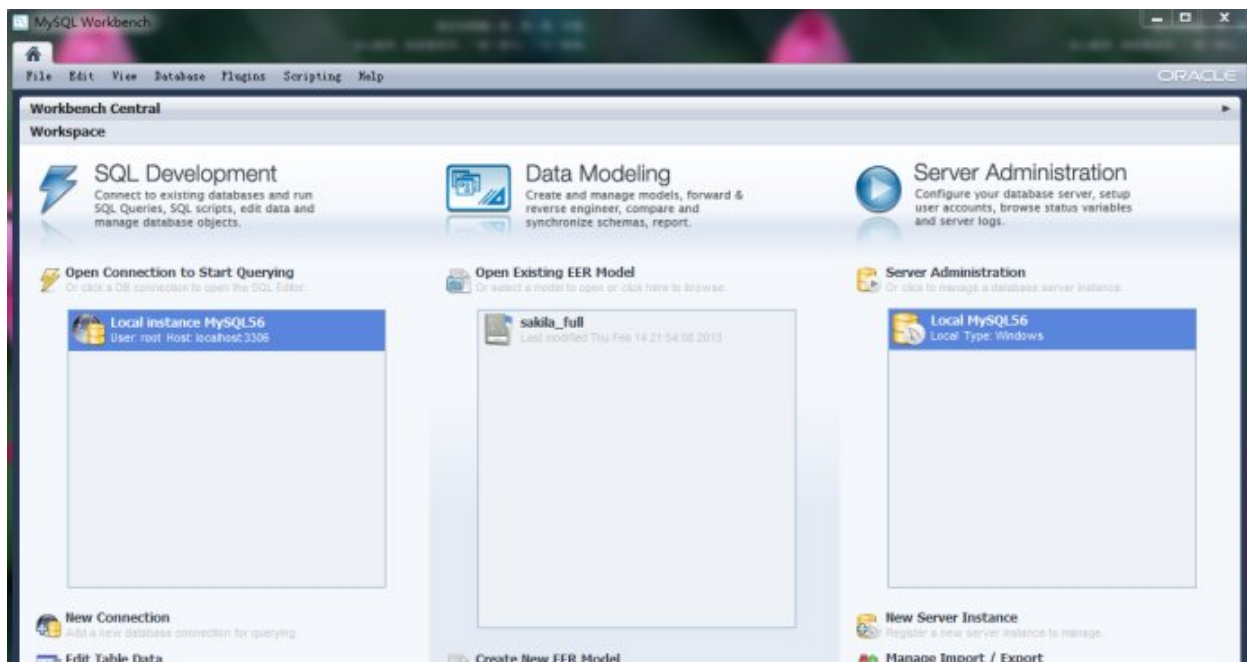 MySQL Workbench
File Edit View Database Plugins Scripting Help
ORACLE
Workbench Central
Workspace
SQL Development
Connect to existing databases and run
SQL Queries, SQL scripts, edit data and
manage database objects.
Data Modeling
Create and manage models, forward &
reverse engineer, compare and
synchronize schemas, report.
Server Administration
Configure your database server, setup
user accounts, browse status variables
and server logs.
Open Connection to Start Querying
Or click a DB connection to open the SQL Editor.
Local instance MySQL56
User: root Host: localhost:3306
New Connection
Add a new database connection for querying.
Edit Table Data
Open Existing EER Model
Or select a model to open or click here to browse.
sakila_full
Last modified Thu Feb 14 21:54:08 2013
Create New EER Model
Server Administration
Or click to manage a database server instance.
Local MySQL56
Local Type: Windows
New Server Instance
Register a new server instance to manage.
Manage Import / Export